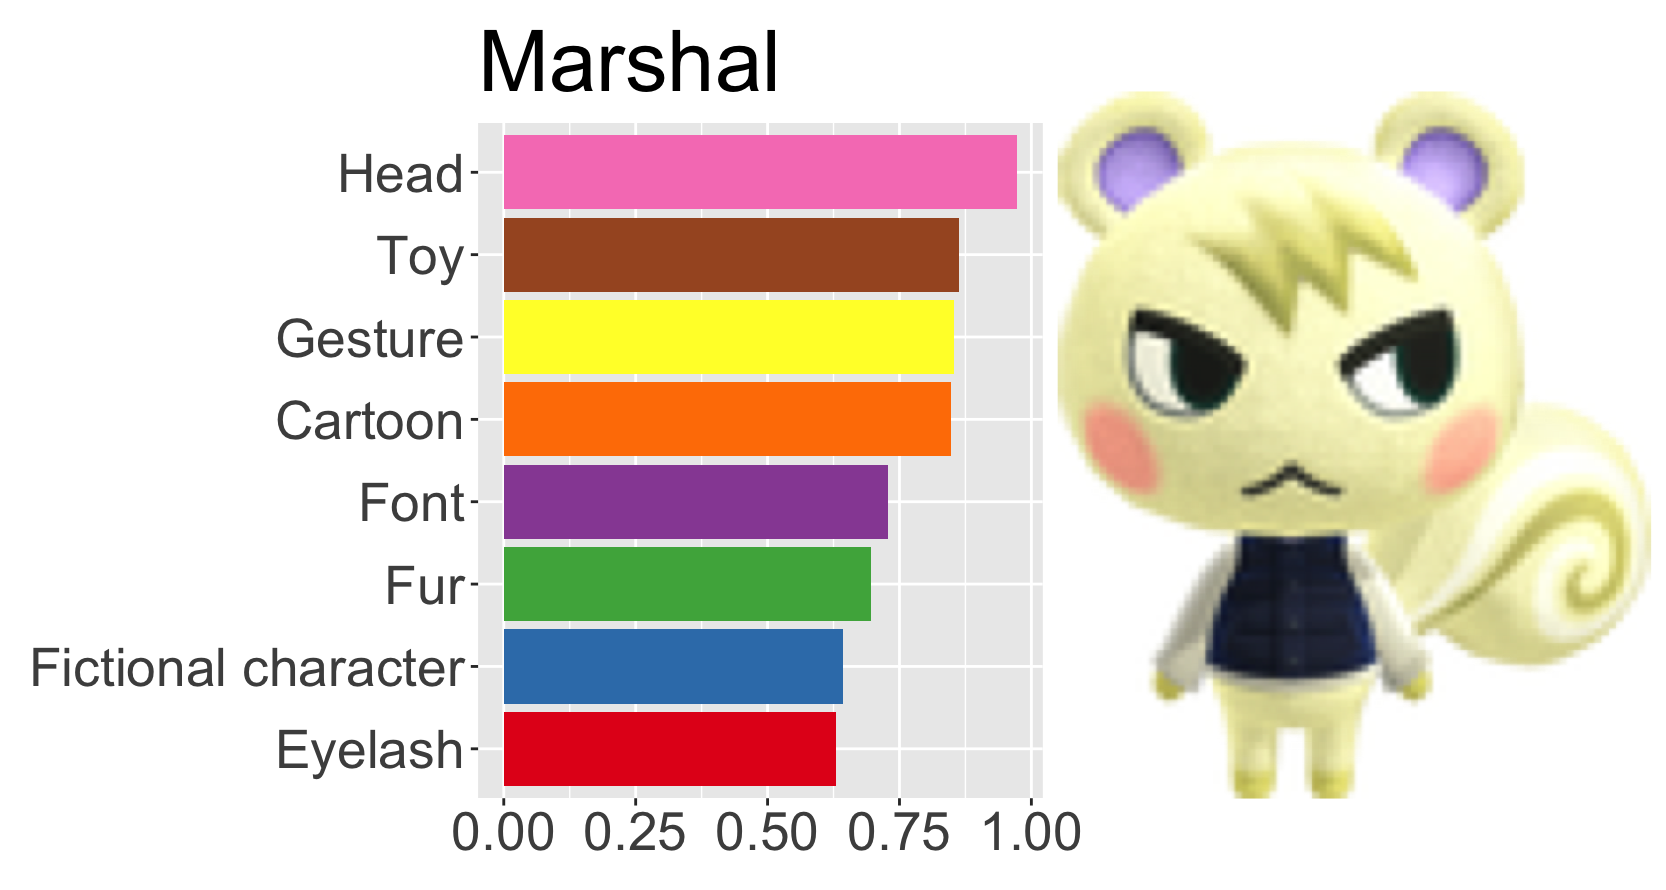 Marshal
Head
Toy
Gesture
Cartoon
Font
Fur
Fictional character
Eyelash
0.00 0.25 0.50 0.75 1.00